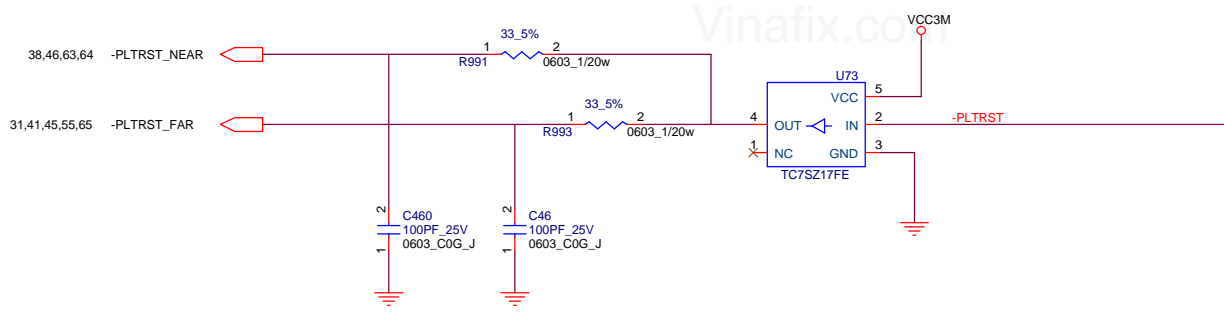 Vinafix.com
VCC3M
38,46,63,64 -PLTRST_NEAR
1 33_5% 2
R991 0603_1/20w
U73
VCC 5
31,41,45,55,65 -PLTRST_FAR
1 33_5% 2
R993 0603_1/20w
4 OUT IN 2 -PLTRST
1 NC GND 3
TC7SZ17FE
2 C460
100PF_25V
1 0603_C0G_J
2 C46
100PF_25V
1 0603_C0G_J